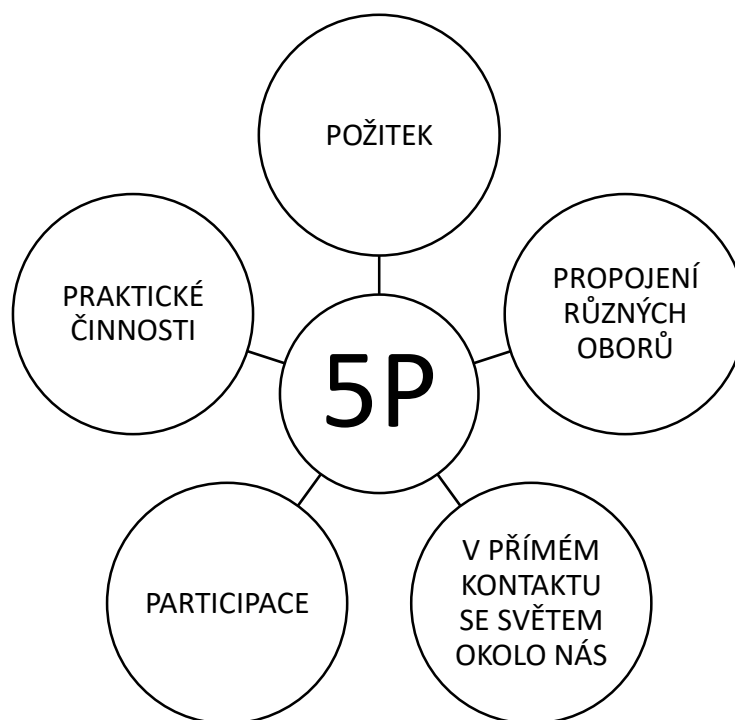 POŽITEK
PROPOJENÍ
RŮZNÝCH
OBORŮ
V PŘÍMÉM
KONTAKTU
SE SVĚTEM
OKOLO NÁS
PARTICIPACE
PRAKTICKÉ
ČINNOSTI
5P